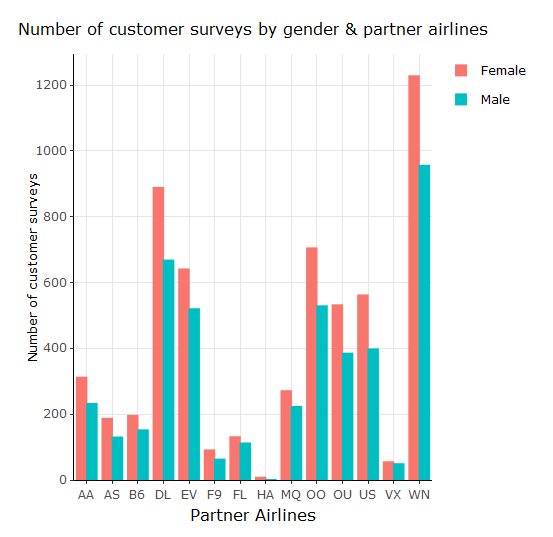 Number of customer surveys by gender & partner airlines
Female
Male
Number of customer surveys
1200
1000
800
600
400
200
0
AA AS B6 DL EV F9 FL HA MQ OO OU US VX WN
Partner Airlines